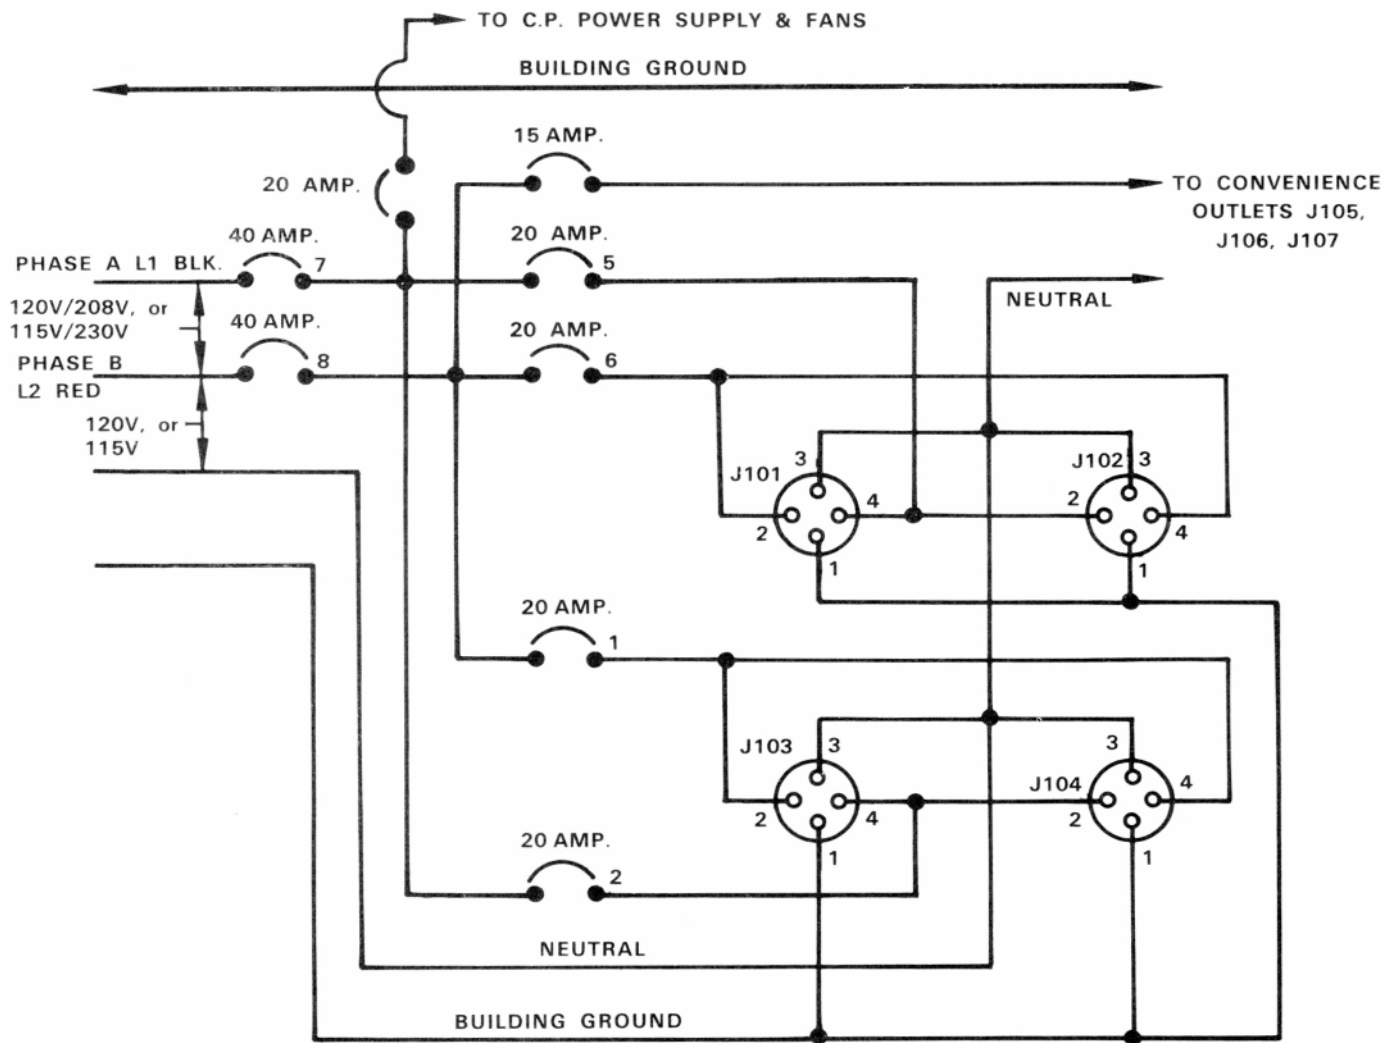 TO C.P. POWER SUPPLY & FANS
BUILDING GROUND
15 AMP.
20 AMP.
TO CONVENIENCE
OUTLETS J105,
J106, J107
40 AMP.
7
20 AMP.
5
PHASE A L1 BLK.
NEUTRAL
120V/208V, or
115V/230V
40 AMP.
8
20 AMP.
6
PHASE B
L2 RED
120V, or
115V
J101
3
2
4
1
J102
3
2
4
1
20 AMP.
1
J103
3
2
4
1
J104
3
4
2
1
20 AMP.
2
NEUTRAL
BUILDING GROUND